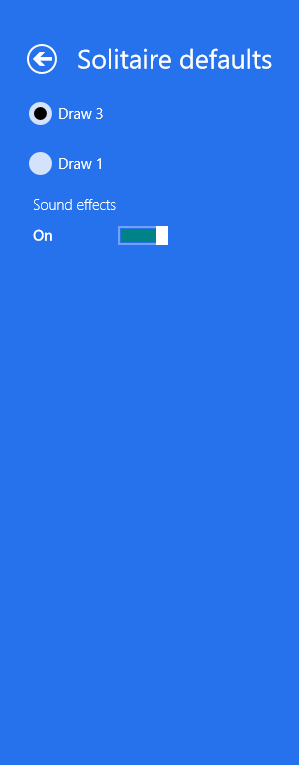 Solitaire defaults
Draw 3
Draw 1
Sound effects
On